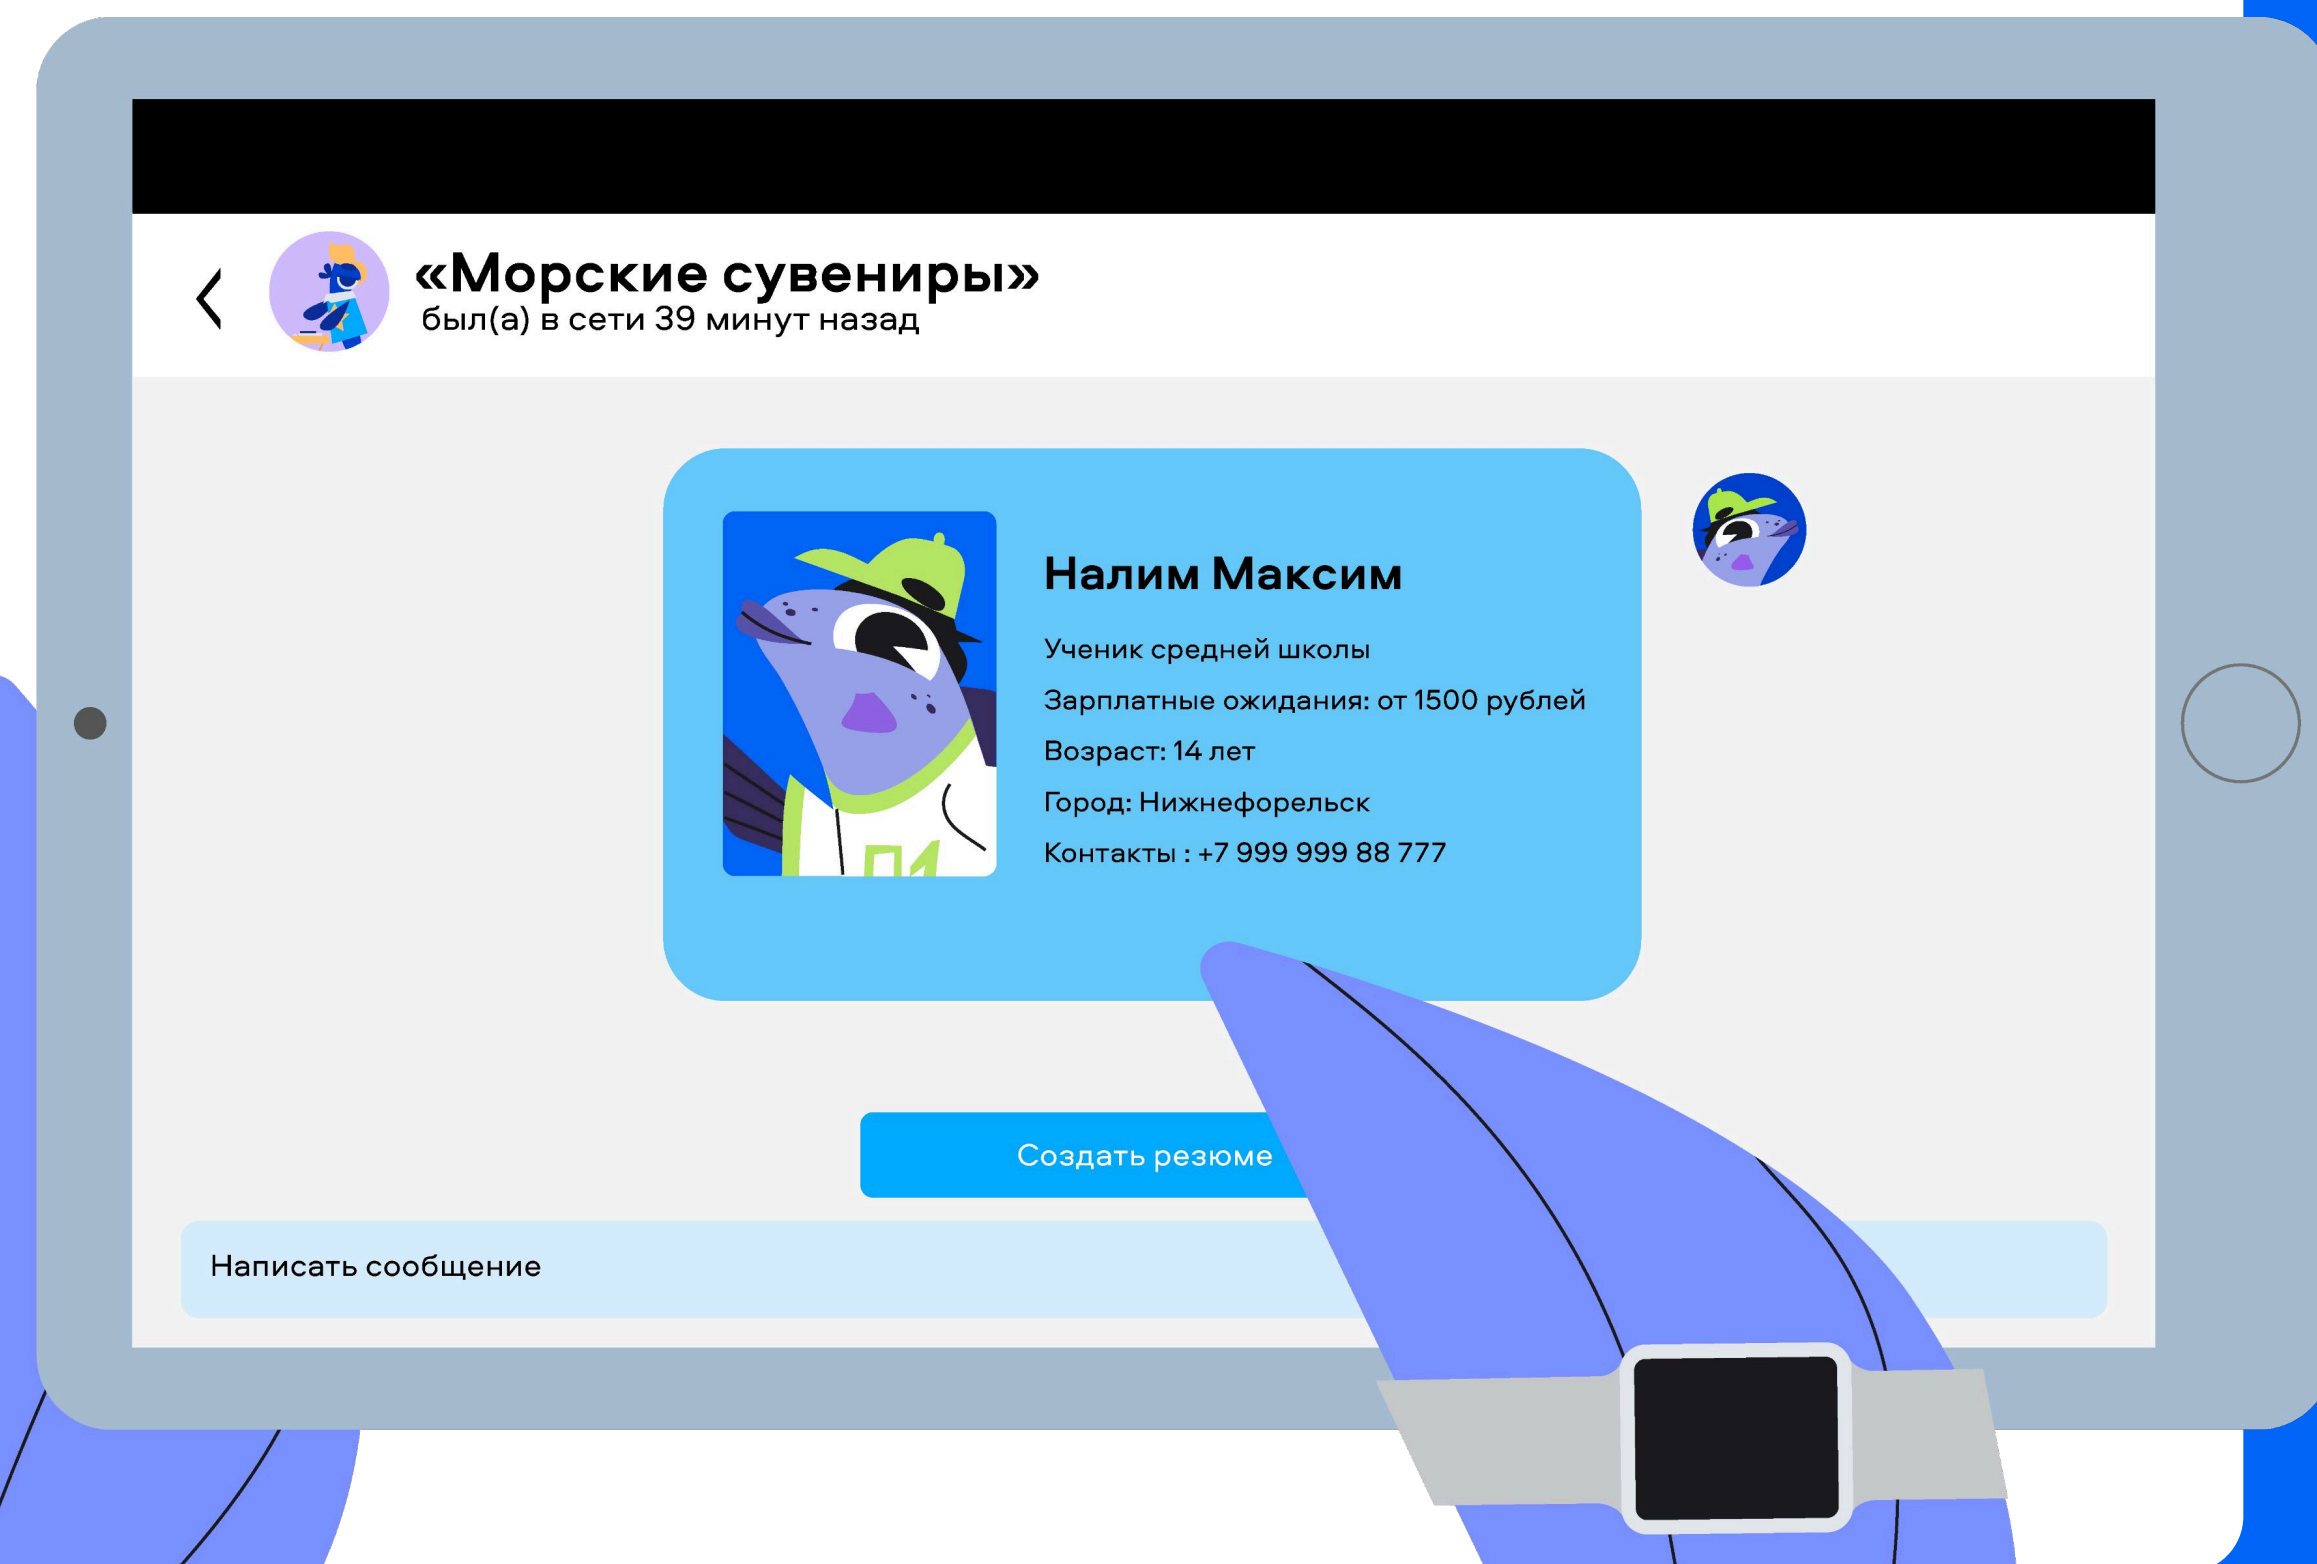 «Морские сувениры»
был(а) в сети 39 минут назад
Налим Максим
Ученик средней школы
Зарплатные ожидания: от 1500 рублей
Возраст: 14 лет
Город: Нижнефорельск
Контакты : +7 999 999 88 777
Создать резюме
Написать сообщение